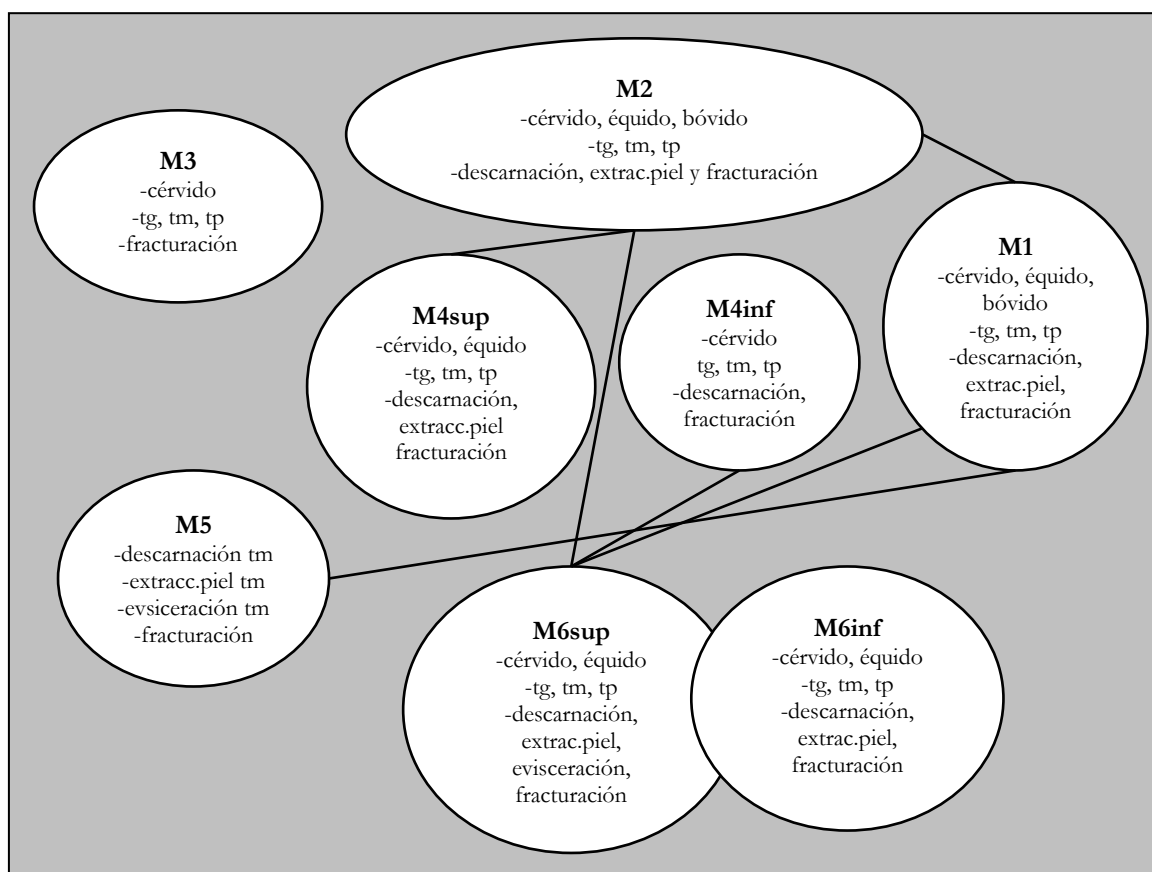 M2
-cérvido, équido, bóvido
-tg, tm, tp
-descarnación, extrac.piel y fracturación
M3
-cérvido
-tg, tm, tp
-fracturación
M1
-cérvido, équido,
bóvido
-tg, tm, tp
-descarnación,
extrac.piel,
fracturación
M4sup
-cérvido, équido
-tg, tm, tp
-descarnación,
extracc.piel
fracturación
M4inf
-cérvido
tg, tm, tp
-descarnación,
fracturación
M5
-descarnación tm
-extracc.piel tm
-evsiceración tm
-fracturación
M6sup
-cérvido, équido
-tg, tm, tp
-descarnación,
extrac.piel,
evisceración,
fracturación
M6inf
-cérvido, équido
-tg, tm, tp
-descarnación,
extrac.piel,
fracturación